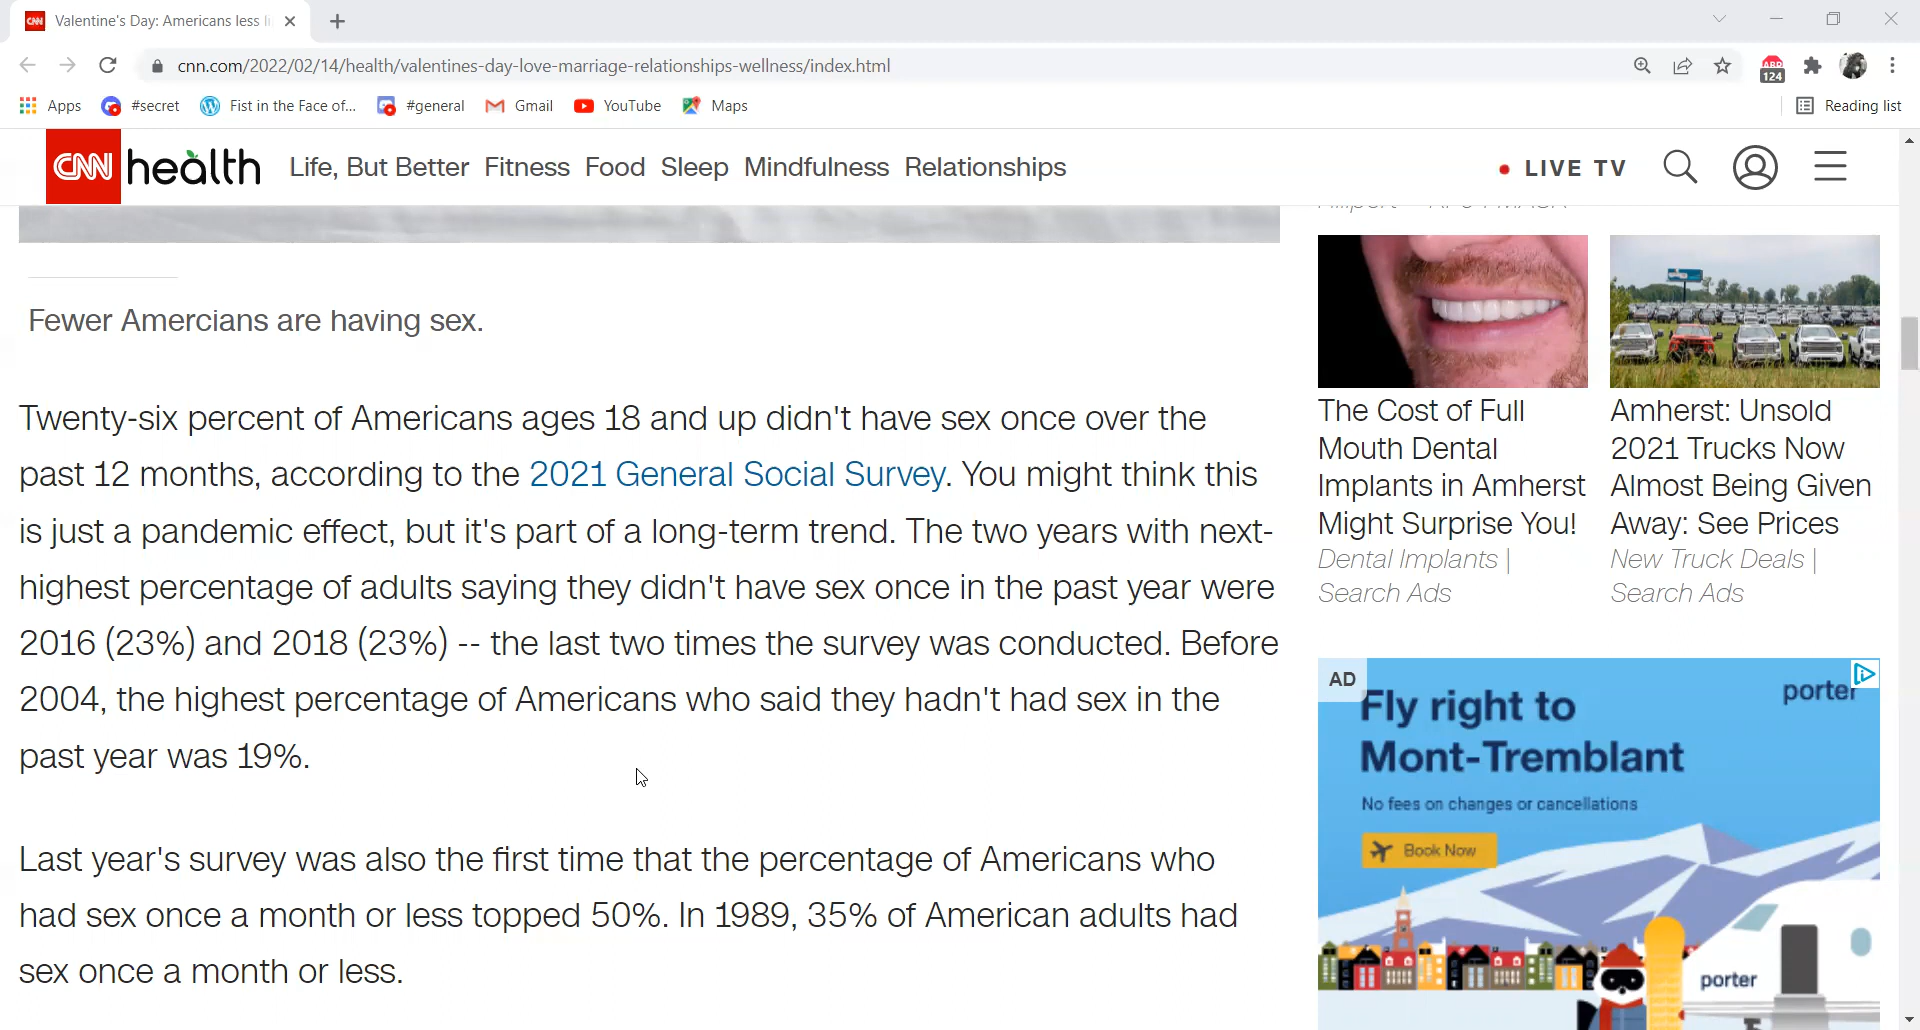 CNN Valentine's Day: Americans less li
cnn.com/2022/02/14/health/valentines-day-love-marriage-relationships-wellness/index.html
ABP
124
Apps #secret Fist in the Face of... #general Gmail YouTube Maps Reading list
CNN health Life, But Better Fitness Food Sleep Mindfulness Relationships LIVE TV
Fewer Amercians are having sex.
Twenty-six percent of Americans ages 18 and up didn't have sex once over the
past 12 months, according to the 2021 General Social Survey. You might think this
is just a pandemic effect, but it's part of a long-term trend. The two years with next-
highest percentage of adults saying they didn't have sex once in the past year were
2016 (23%) and 2018 (23%) -- the last two times the survey was conducted. Before
2004, the highest percentage of Americans who said they hadn't had sex in the
past year was 19%.
Last year's survey was also the first time that the percentage of Americans who
had sex once a month or less topped 50%. In 1989, 35% of American adults had
sex once a month or less.
The Cost of Full
Mouth Dental
Implants in Amherst
Might Surprise You!
Dental Implants |
Search Ads
Amherst: Unsold
2021 Trucks Now
Almost Being Given
Away: See Prices
New Truck Deals |
Search Ads
AD
porter
Fly right to
Mont-Tremblant
No fees on changes or cancellations
Book Now
porter